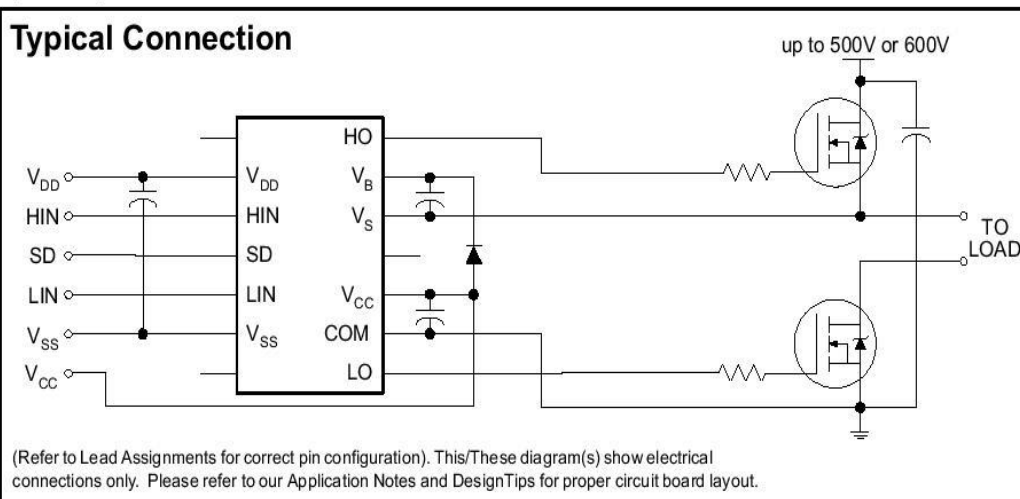 Typical Connection
up to 500V or 600V
HO
VDD
VDD
VB
HIN
HIN
VS
TO
LOAD
SD
SD
LIN
LIN
VCC
VSS
VSS
COM
VCC
LO
(Refer to Lead Assignments for correct pin configuration). This/These diagram(s) show electrical
connections only. Please refer to our Application Notes and DesignTips for proper circuit board layout.